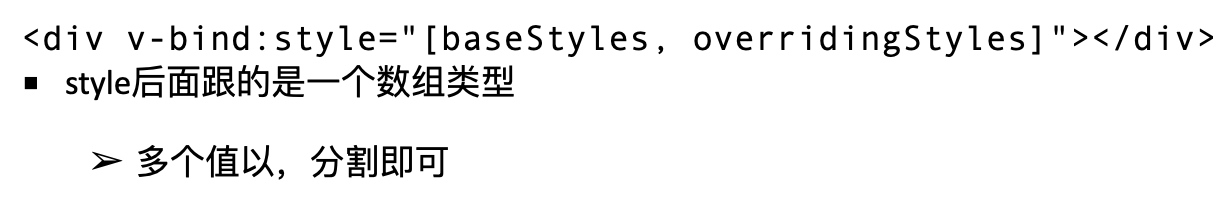 <div v-bind:style="[baseStyles, overridingStyles]"></div>
▪ style后面跟的是一个数组类型
➢ 多个值以，分割即可